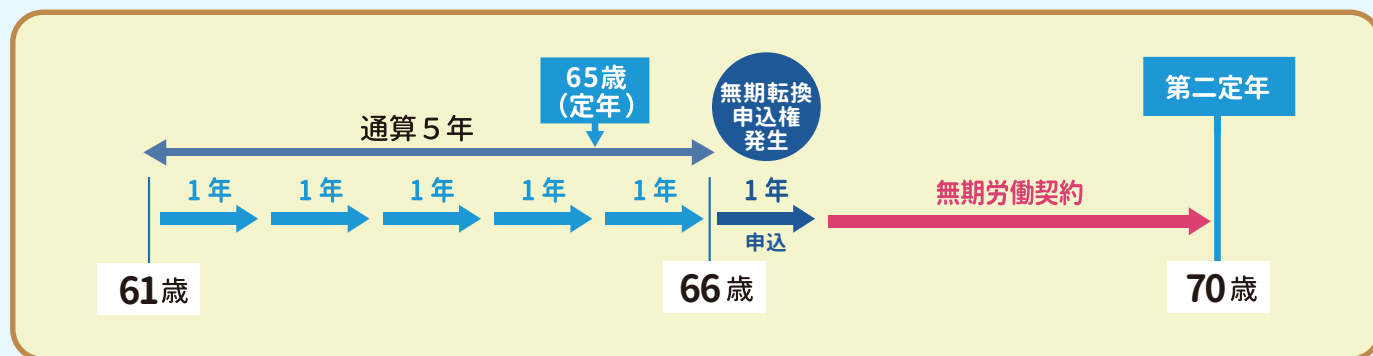 65歳
（定年）
無期転換
申込権
発生
第二定年
通算５年
１年
１年
１年
１年
１年
１年
無期労働契約
申込
61歳
66歳
70歳